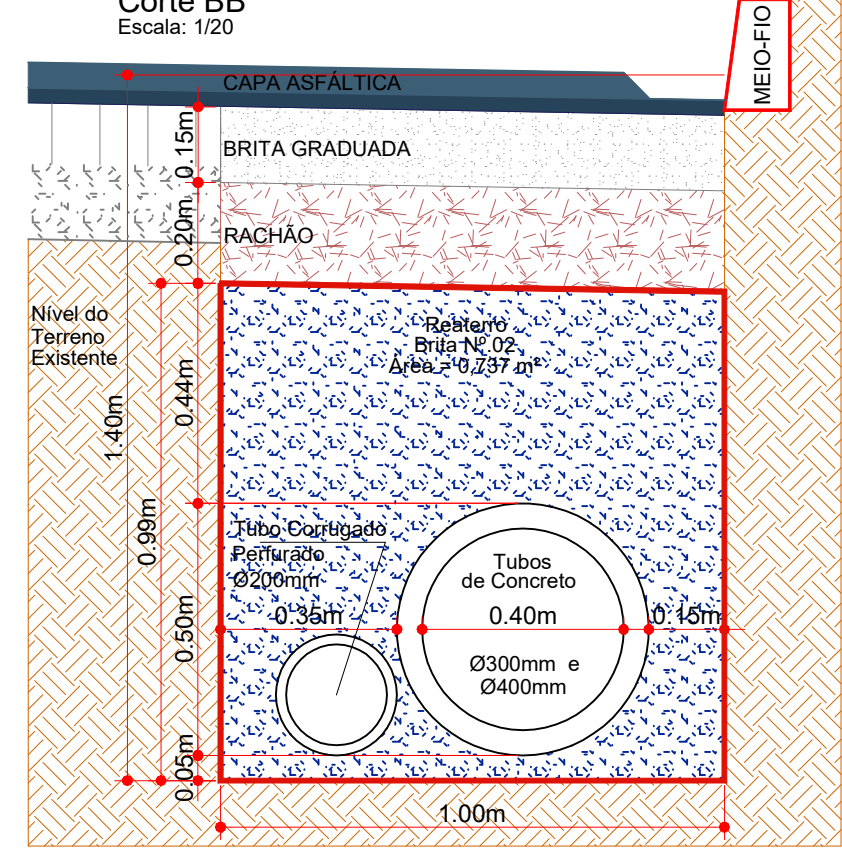 Corte BB
Escala: 1/20
MEIO-FIO
CAPA ASFÁLTICA
0.15m
BRITA GRADUADA
0.20m
RACHÃO
Nível do
Terreno
Existente
Reaterro
Brita Nº 02
Área = 0,737 m²
0.44m
1.40m
0.99m
Tubo Corrugado
Perfurado
Ø200mm
Tubos
de Concreto
0.35m
0.40m
0.15m
0.50m
Ø300mm e
Ø400mm
0.05m
1.00m